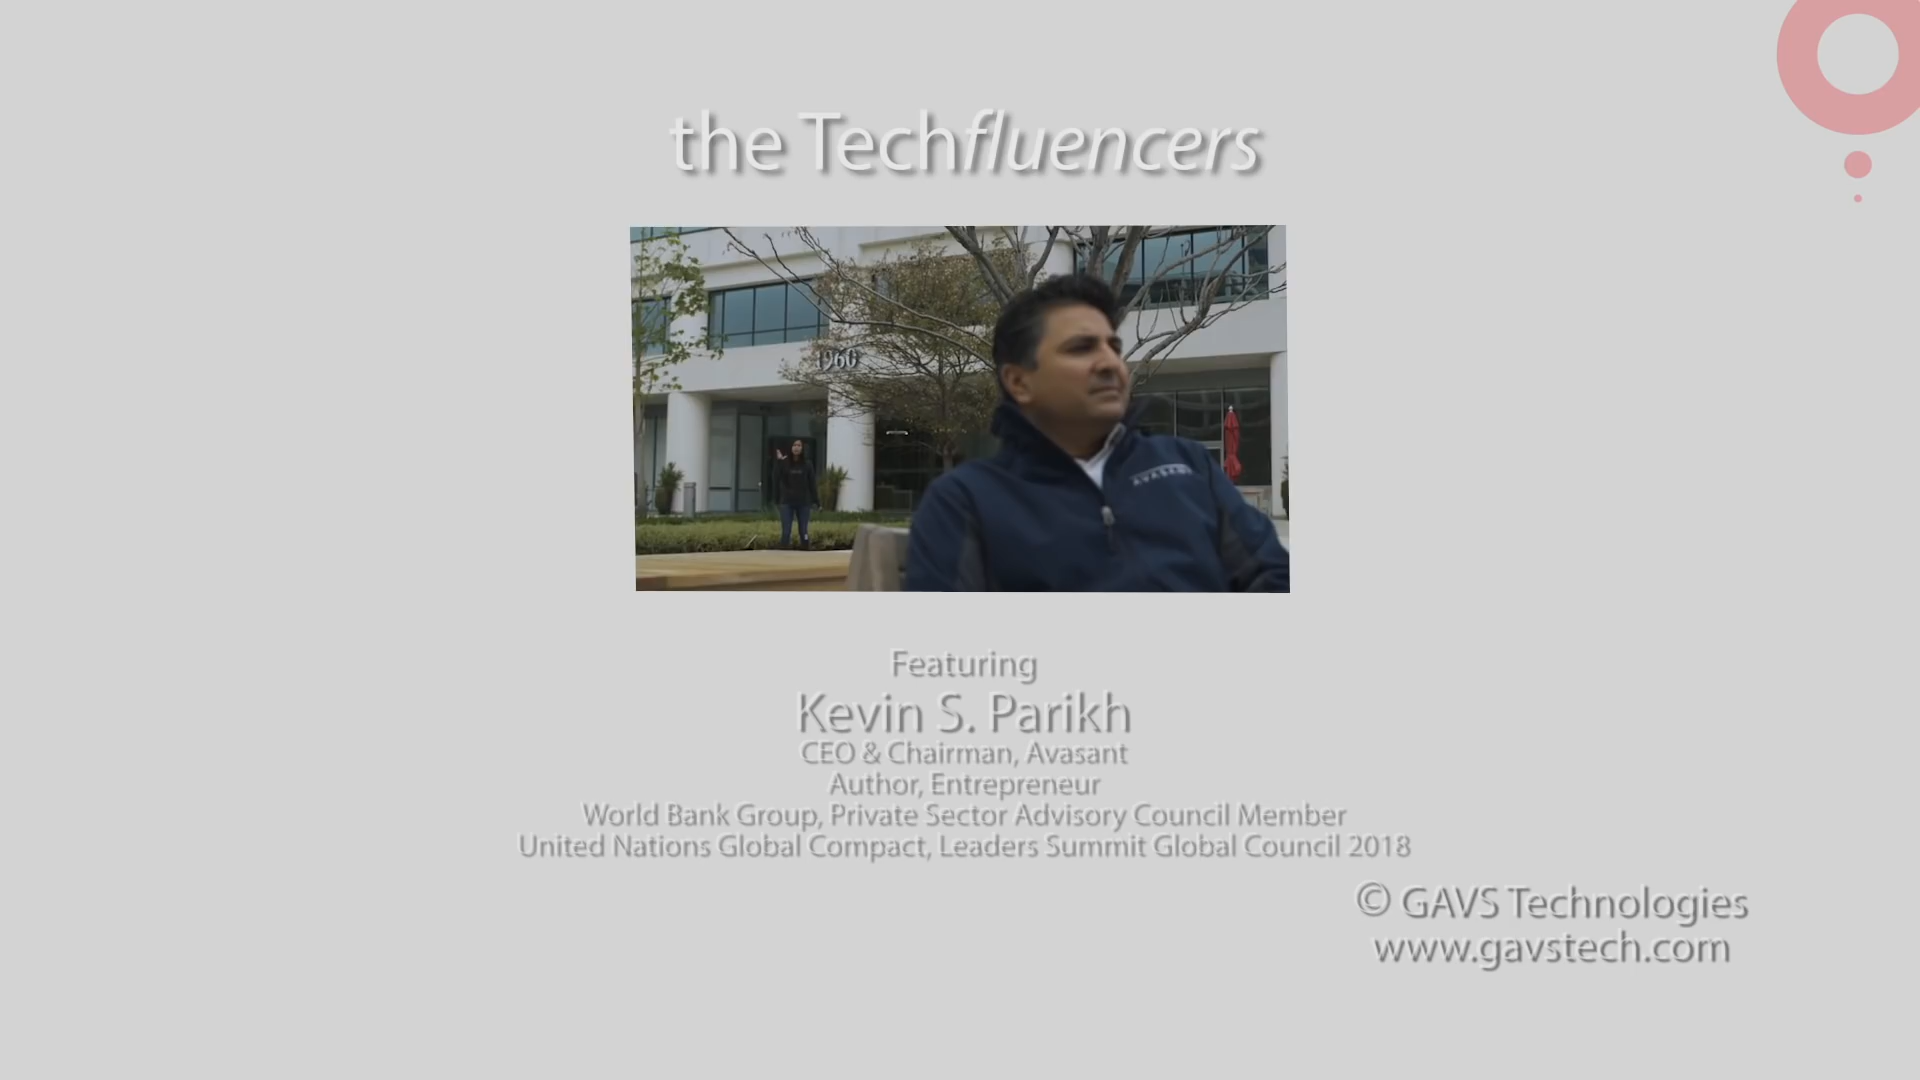 the Techfluencers
1960
AVASANT
Featuring
Kevin S. Parikh
CEO & Chairman, Avasant
Author, Entrepreneur
World Bank Group, Private Sector Advisory Council Member
United Nations Global Compact, Leaders Summit Global Council 2018
© GAVS Technologies
www.gavstech.com